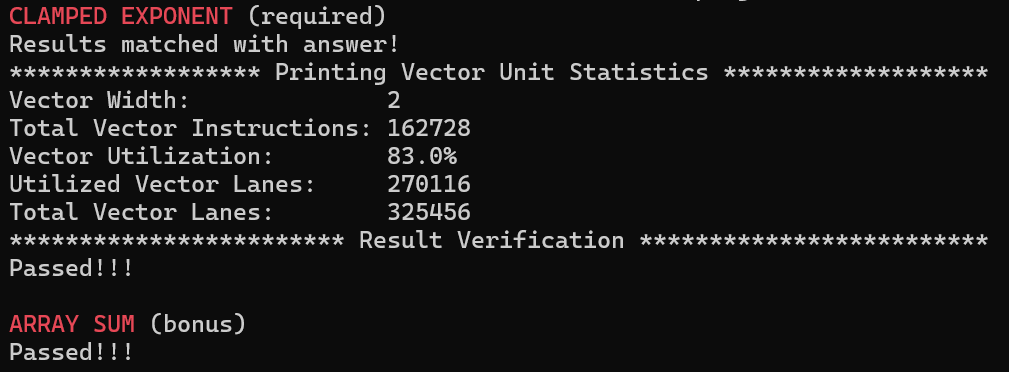 CLAMPED EXPONENT (required)
Results matched with answer!
****************** Printing Vector Unit Statistics *******************
Vector Width:              2
Total Vector Instructions: 162728
Vector Utilization:        83.0%
Utilized Vector Lanes:     270116
Total Vector Lanes:        325456
************************ Result Verification *************************
Passed!!!

ARRAY SUM (bonus)
Passed!!!